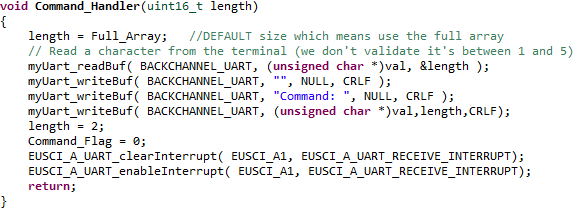 void Command_Handler(uint16_t length)
{
length = Full_Array;   //DEFAULT size which means use the full array
// Read a character from the terminal (we don't validate it's between 1 and 5)
myUart_readBuf( BACKCHANNEL_UART, (unsigned char *)val, &length );
myUart_writeBuf( BACKCHANNEL_UART, "", NULL, CRLF );
myUart_writeBuf( BACKCHANNEL_UART, "Command: ", NULL, CRLF );
myUart_writeBuf( BACKCHANNEL_UART, (unsigned char *)val,length,CRLF);
length = 2;
Command_Flag = 0;
EUSCI_A_UART_clearInterrupt( EUSCI_A1, EUSCI_A_UART_RECEIVE_INTERRUPT);
EUSCI_A_UART_enableInterrupt( EUSCI_A1, EUSCI_A_UART_RECEIVE_INTERRUPT);
return;
}